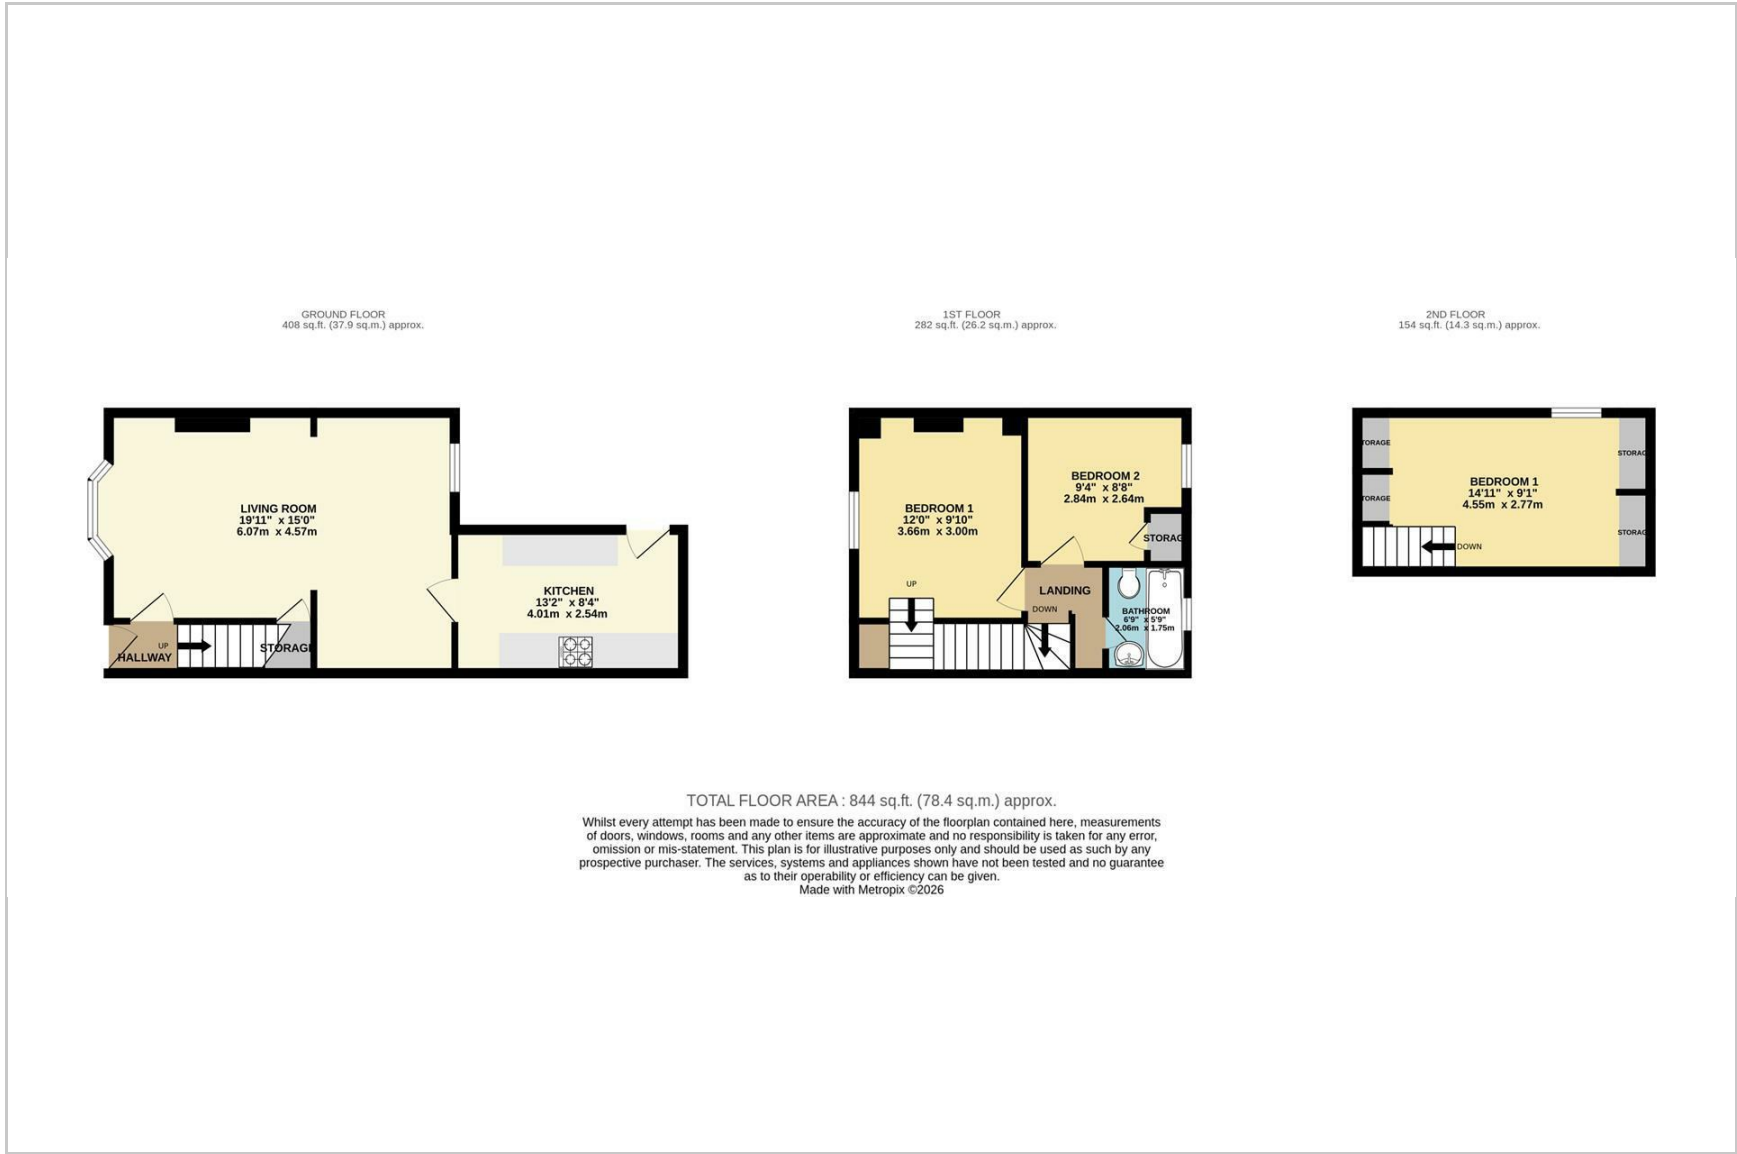 GROUND FLOOR
408 sq.ft. (37.9 sq.m.) approx.
LIVING ROOM
19'11" x 15'0"
6.07m x 4.57m
KITCHEN
13'2" x 8'4"
4.01m x 2.54m
UP
HALLWAY
STORAGE
1ST FLOOR
282 sq.ft. (26.2 sq.m.) approx.
BEDROOM 1
12'0" x 9'10"
3.66m x 3.00m
UP
BEDROOM 2
9'4" x 8'8"
2.84m x 2.64m
STORAG
LANDING
DOWN
BATHROOM
6'9" x 5'9"
2.06m x 1.75m
2ND FLOOR
154 sq.ft. (14.3 sq.m.) approx.
TORAGE
TORAGE
BEDROOM 1
14'11" x 9'1"
4.55m x 2.77m
DOWN
STORAG
STORAG
TOTAL FLOOR AREA : 844 sq.ft. (78.4 sq.m.) approx.
Whilst every attempt has been made to ensure the accuracy of the floorplan contained here, measurements
of doors, windows, rooms and any other items are approximate and no responsibility is taken for any error,
omission or mis-statement. This plan is for illustrative purposes only and should be used as such by any
prospective purchaser. The services, systems and appliances shown have not been tested and no guarantee
as to their operability or efficiency can be given.
Made with Metropix ©2026